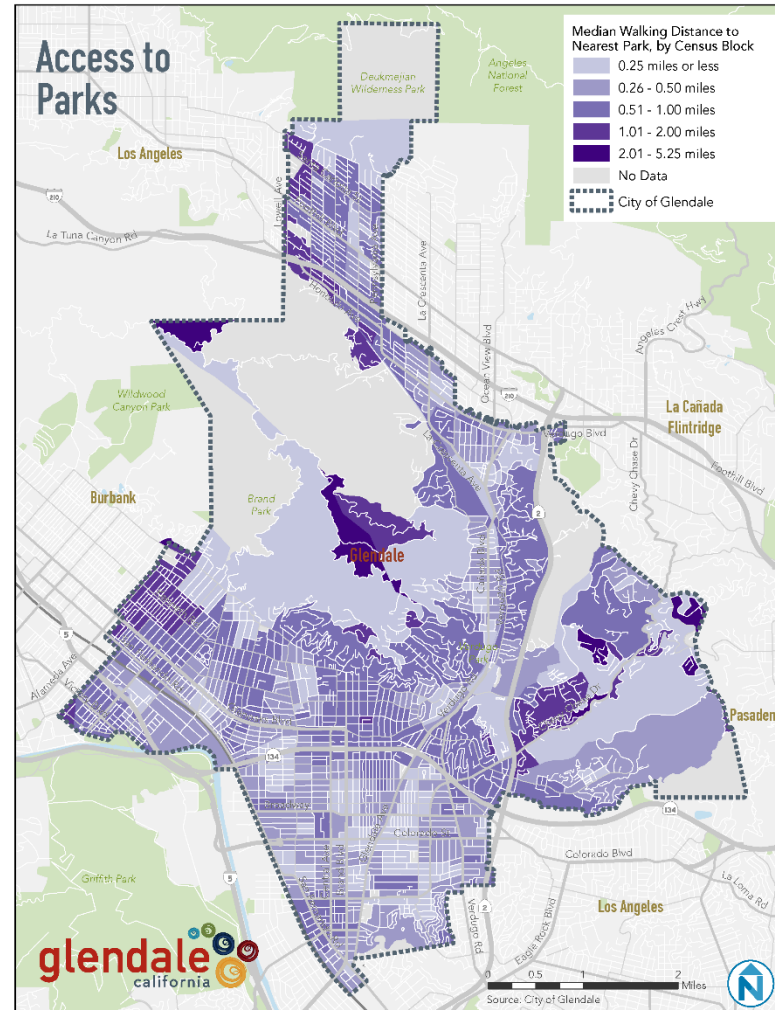 Access to
Parks
Median Walking Distance to
Nearest Park, by Census Block
0.25 miles or less
0.26 - 0.50 miles
0.51 - 1.00 miles
1.01 - 2.00 miles
2.01 - 5.25 miles
No Data
City of Glendale
Deukmejian
Wilderness Park
Angeles
National
Forest
Los Angeles
210
La Tuna Canyon Rd
Lowell Ave
Honolulu Ave
La Crescenta Ave
Ocean View Blvd
210
Angeles Crest Hwy
La Cañada
Flintridge
Verdugo Blvd
Foothill Blvd
Chevy Chase Dr
Wildwood
Canyon Park
Burbank
Brand
Park
Glendale
2
5
Alameda Ave
134
Pasaden
134
Colorado St
Colorado Blvd
La Loma Rd
Griffith Park
5
2
Verdugo Rd
Eagle Rock Blvd
Los Angeles
glendale
california
0 0.5 1 2
Miles
Source: City of Glendale
N